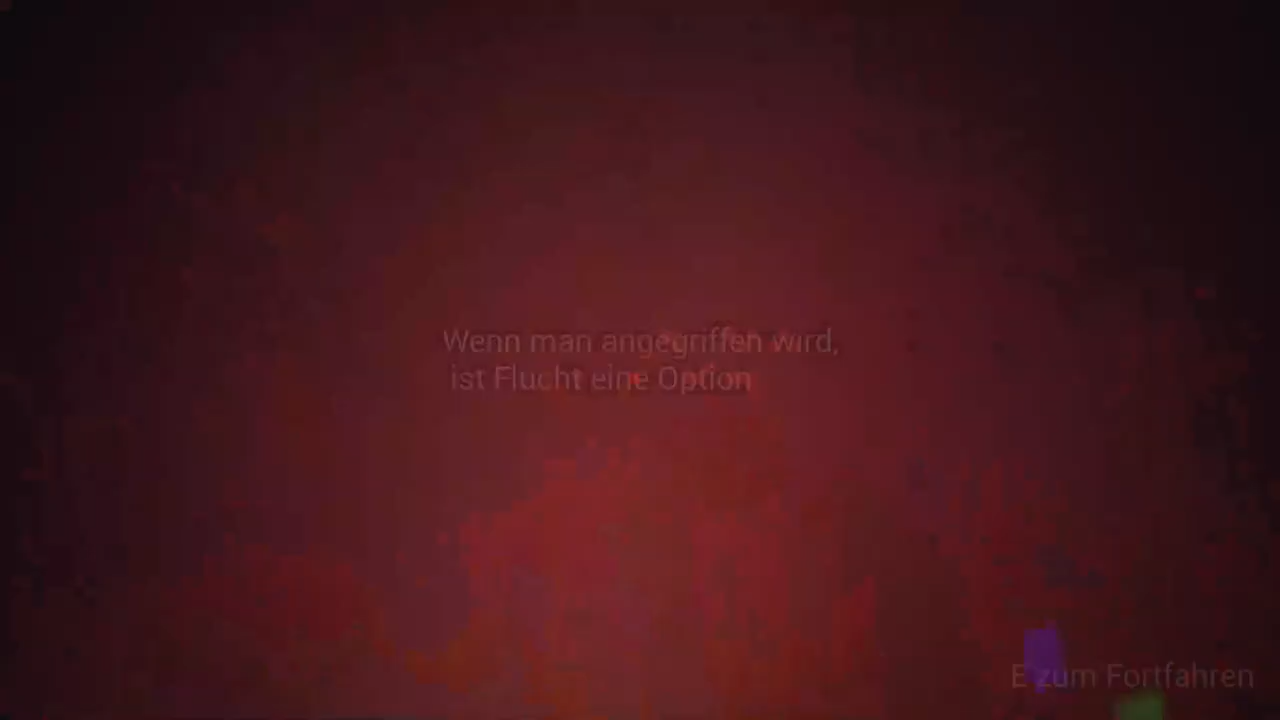 Wenn man angegriffen wird,
ist Flucht eine Option
E zum Fortfahren